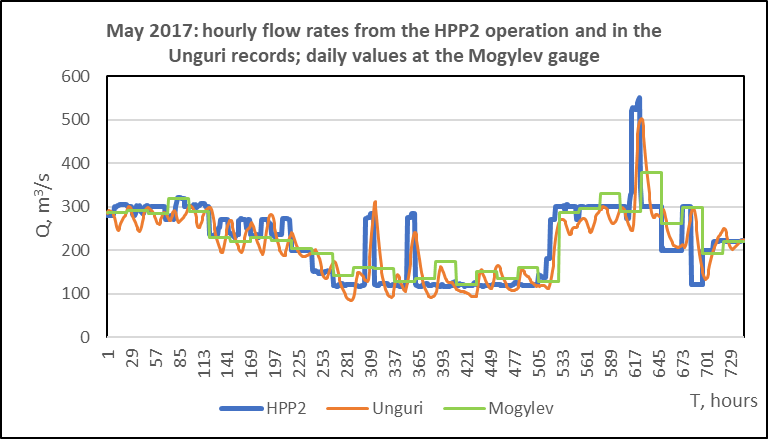 May 2017: hourly flow rates from the HPP2 operation and in the
Unguri records; daily values at the Mogylev gauge
Q, m³/s
600
500
400
300
200
100
0
1 29 57 85 113 141 169 197 225 253 281 309 337 365 393 421 449 477 505 533 561 589 617 645 673 701 729
T, hours
HPP2 Unguri Mogylev